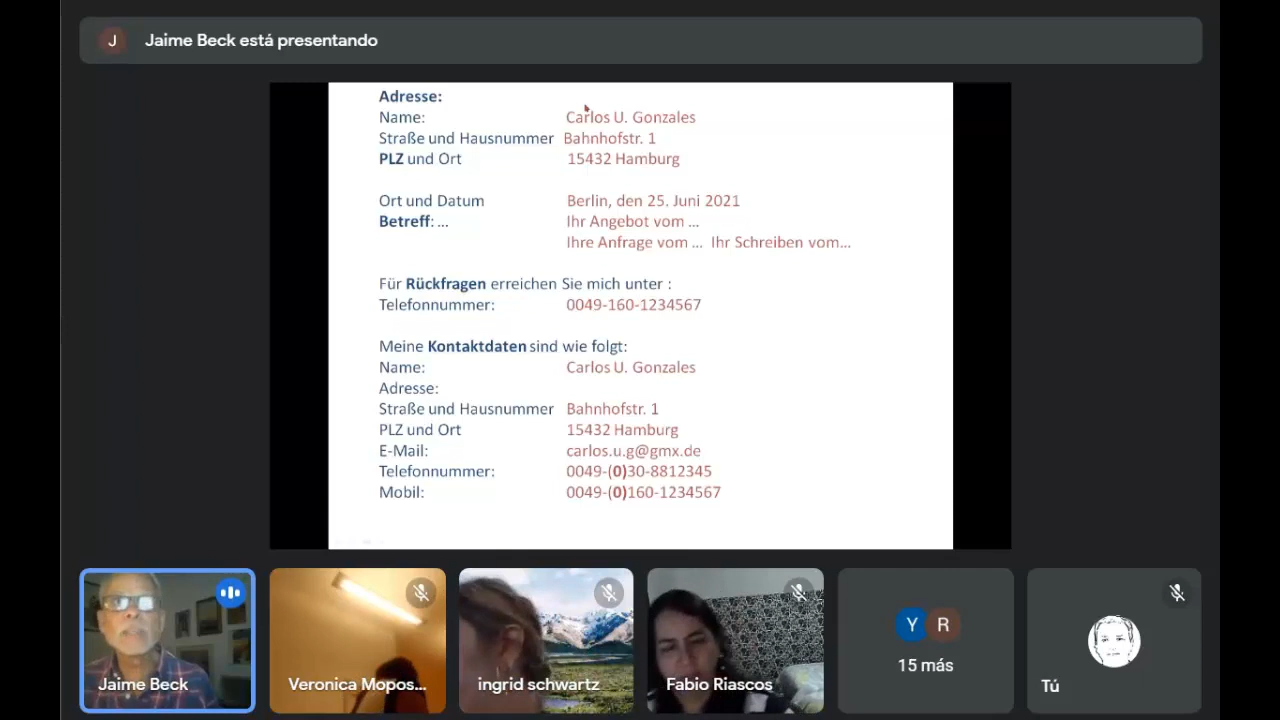 J Jaime Beck está presentando
Adresse:
Name: Carlos U. Gonzales
Straße und Hausnummer Bahnhofstr. 1
PLZ und Ort 15432 Hamburg
Ort und Datum Berlin, den 25. Juni 2021
Betreff: ... Ihr Angebot vom ...
Ihre Anfrage vom ... Ihr Schreiben vom...
Für Rückfragen erreichen Sie mich unter :
Telefonnummer: 0049-160-1234567
Meine Kontaktdaten sind wie folgt:
Name: Carlos U. Gonzales
Adresse:
Straße und Hausnummer Bahnhofstr. 1
PLZ und Ort 15432 Hamburg
E-Mail: carlos.u.g@gmx.de
Telefonnummer: 0049-(0)30-8812345
Mobil: 0049-(0)160-1234567
Y R
15 más
Jaime Beck Veronica Mopos... ingrid schwartz Fabio Riascos Tú